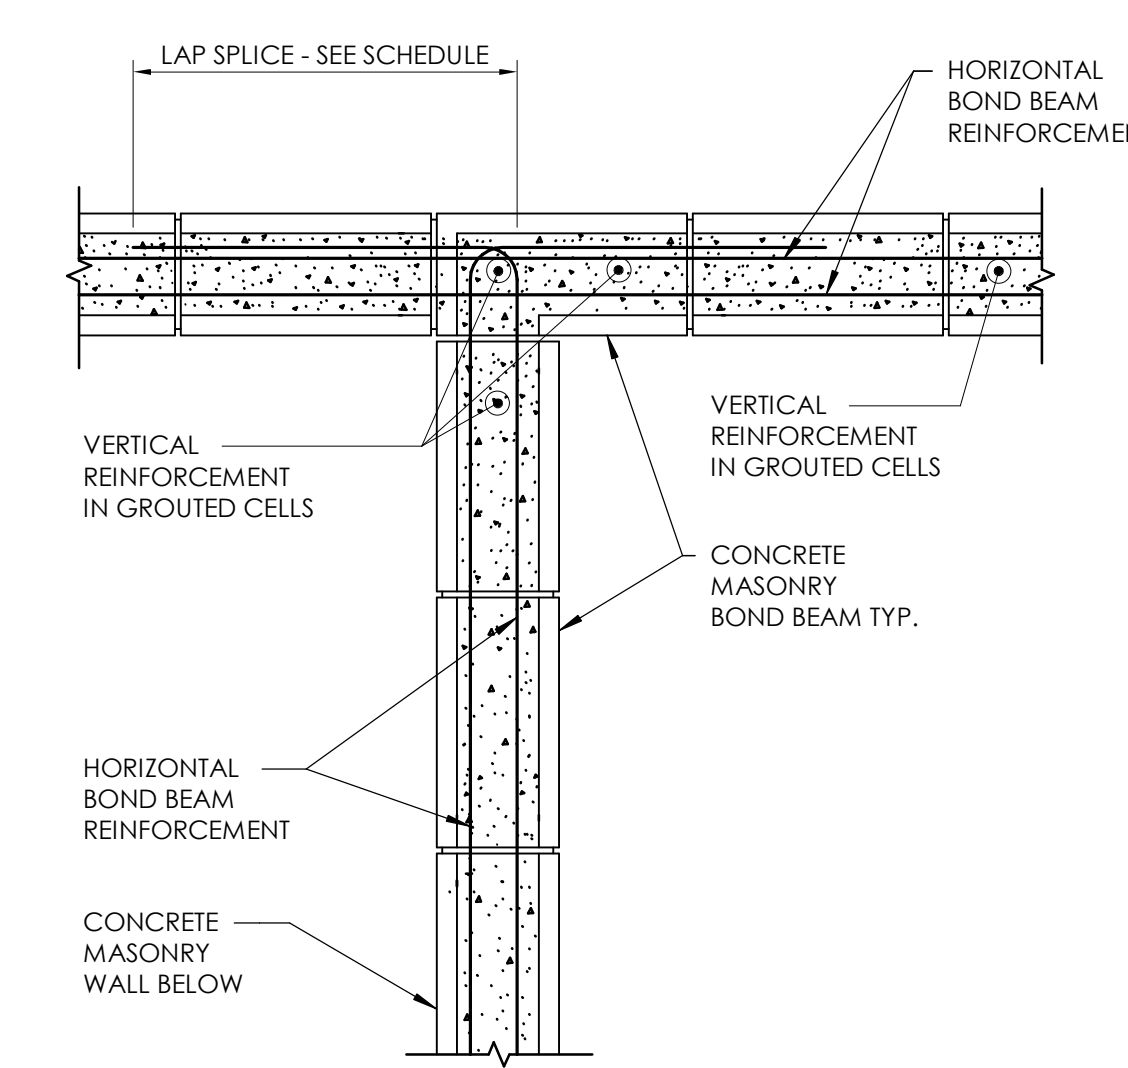 LAP SPLICE - SEE SCHEDULE
HORIZONTAL
BOND BEAM
REINFORCEME
VERTICAL
REINFORCEMENT
IN GROUTED CELLS
VERTICAL
REINFORCEMENT
IN GROUTED CELLS
CONCRETE
MASONRY
BOND BEAM TYP.
HORIZONTAL
BOND BEAM
REINFORCEMENT
CONCRETE
MASONRY
WALL BELOW